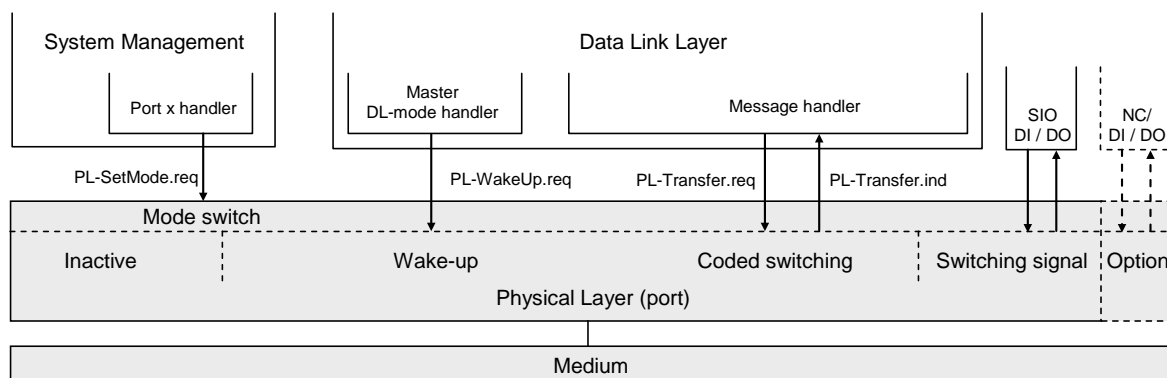 System Management
Data Link Layer
Port x handler
Master
DL-mode handler
Message handler
SIO
DI / DO
NC/
DI / DO
PL-SetMode.req
PL-WakeUp.req
PL-Transfer.req
PL-Transfer.ind
Mode switch
Inactive
Wake-up
Coded switching
Switching signal
Option
Physical Layer (port)
Medium